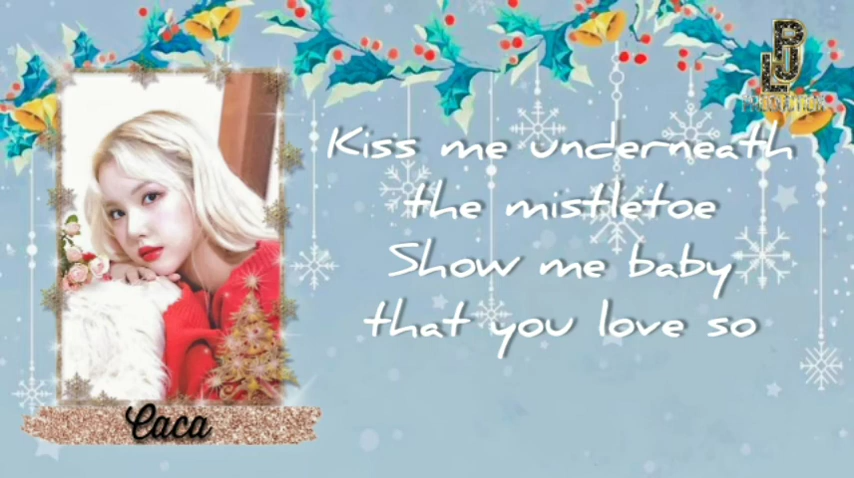 Kiss me underneath
the mistletoe
Show me baby
that you love so
Caca